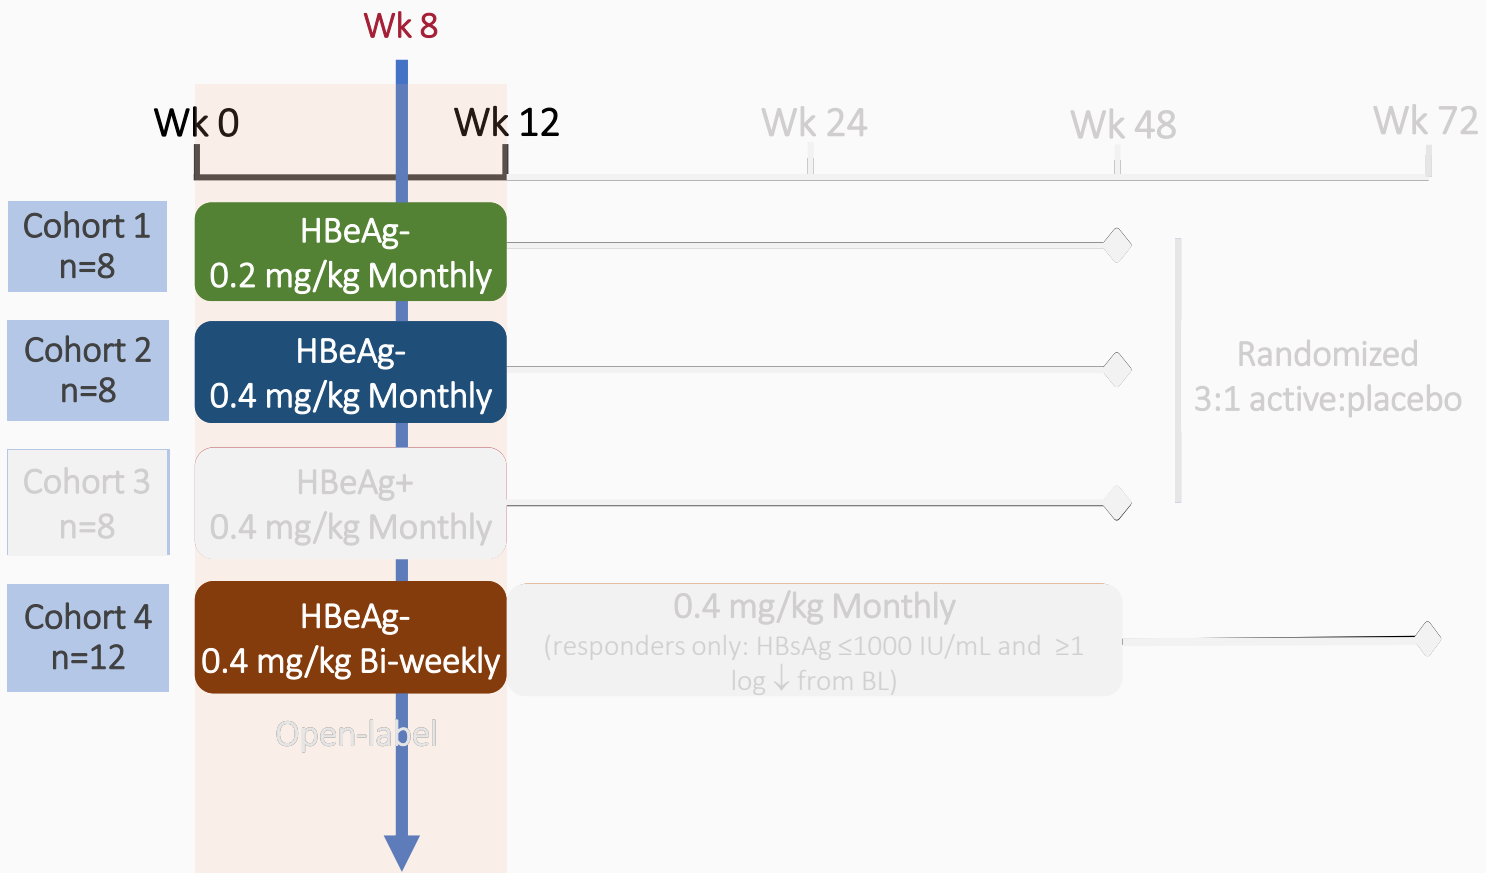 Wk 8
Wk 0
Wk 12
Wk 24
Wk 48
Wk 72
Cohort 1
n=8
HBeAg-
0.2 mg/kg Monthly
Cohort 2
n=8
HBeAg-
0.4 mg/kg Monthly
Randomized
3:1 active:placebo
Cohort 3
n=8
HBeAg+
0.4 mg/kg Monthly
Cohort 4
n=12
HBeAg-
0.4 mg/kg Bi-weekly
0.4 mg/kg Monthly
(responders only: HBsAg ≤1000 IU/mL and ≥1
log ↓ from BL)
Open-label